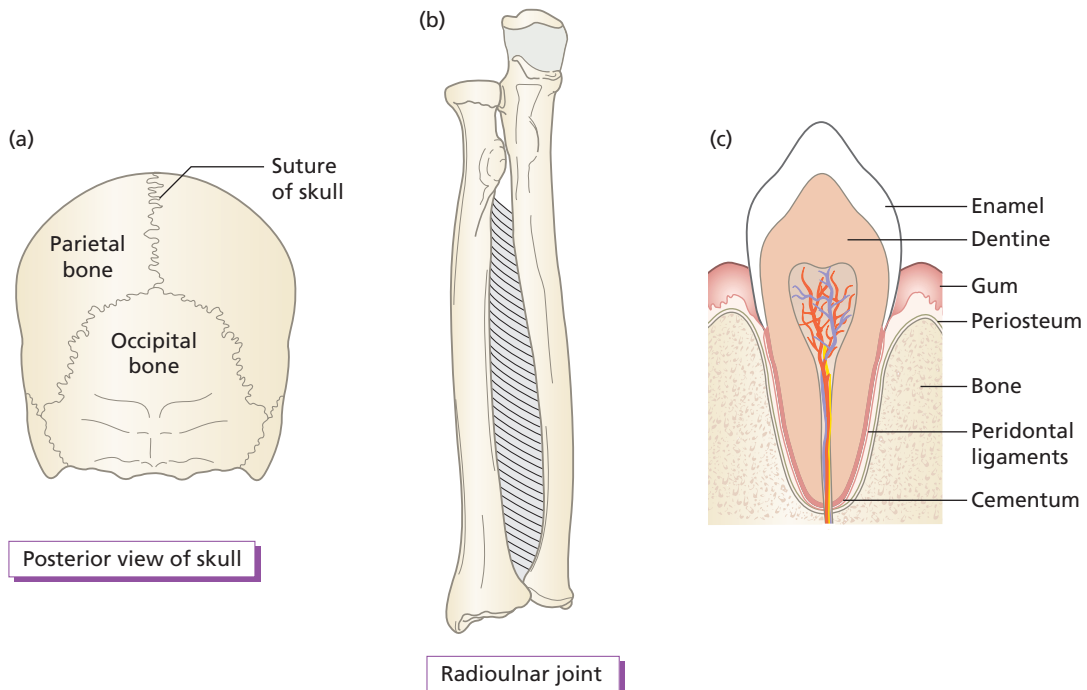 (a)
Suture
of skull
Parietal
bone
Occipital
bone
Posterior view of skull
(b)
Radioulnar joint
(c)
Enamel
Dentine
Gum
Periosteum
Bone
Peridontal
ligaments
Cementum